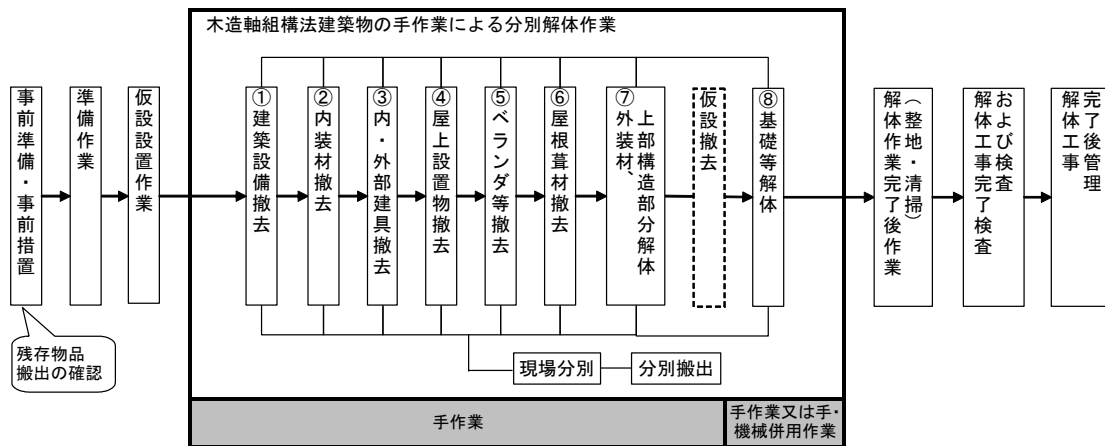 木造軸組構法建築物の手作業による分別解体作業
事前準備・事前措置
準備作業
仮設設置作業
①建築設備撤去
②内装材撤去
③内・外部建具撤去
④屋上設置物撤去
⑤ベランダ等撤去
⑥屋根葺材撤去
⑦外装材、
上部構造部分解体
仮設撤去
⑧基礎等解体
解体作業完了後作業
（整地・清掃）
解体工事完了検査
および検査
解体工事
完了後管理
残存物品
搬出の確認
現場分別
分別搬出
手作業
手作業又は手・
機械併用作業